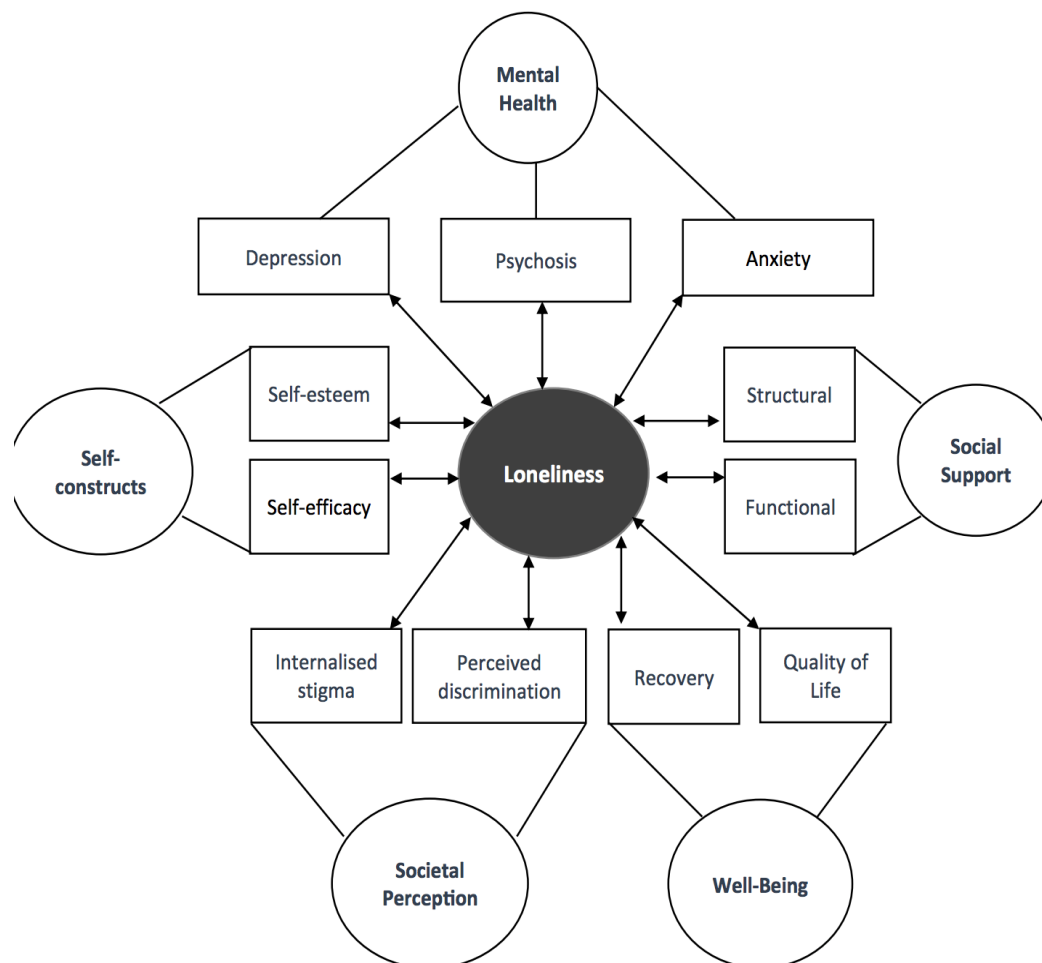 Mental
Health
Depression
Psychosis
Anxiety
Self-esteem
Structural
Self-
constructs
Loneliness
Social
Support
Self-efficacy
Functional
Internalised
stigma
Perceived
discrimination
Recovery
Quality of
Life
Societal
Perception
Well-Being